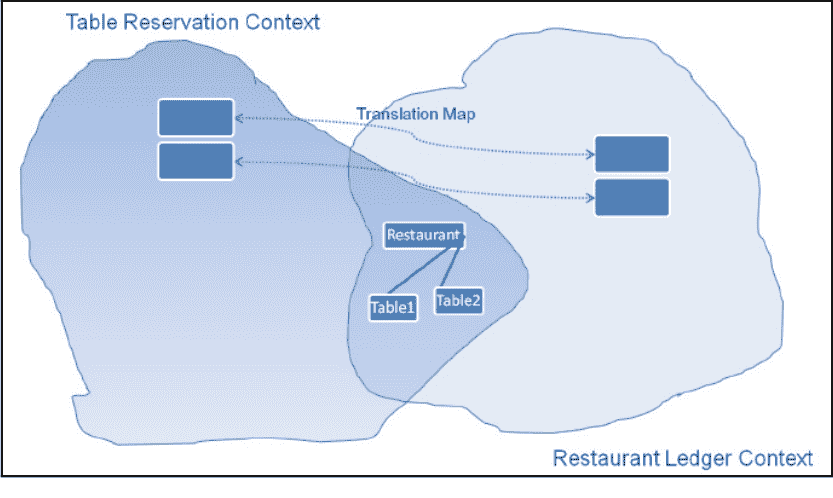 Table Reservation Context
Translation Map
Restaurant
Table1
Table2
Restaurant Ledger Context